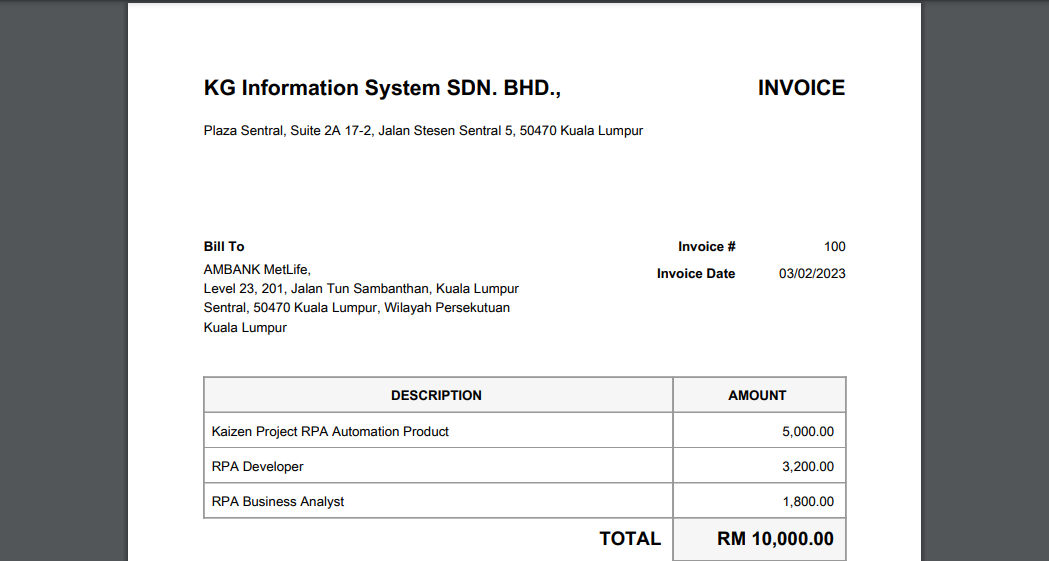 KG Information System SDN. BHD.,
INVOICE
Plaza Sentral, Suite 2A 17-2, Jalan Stesen Sentral 5, 50470 Kuala Lumpur
Bill To
AMBANK MetLife,
Level 23, 201, Jalan Tun Sambanthan, Kuala Lumpur
Sentral, 50470 Kuala Lumpur, Wilayah Persekutuan
Kuala Lumpur
Invoice # 100
Invoice Date 03/02/2023
DESCRIPTION AMOUNT
Kaizen Project RPA Automation Product 5,000.00
RPA Developer 3,200.00
RPA Business Analyst 1,800.00
TOTAL RM 10,000.00